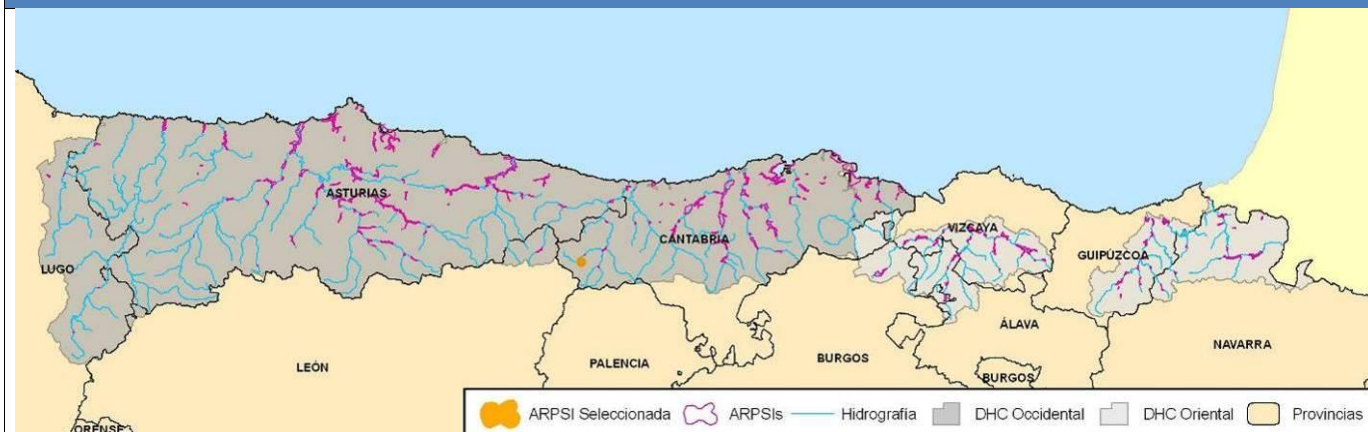 VIZCAYA
ASTURIAS
CANTABRIA
GUIPÚZCOA
LUGO
ÁLAVA
NAVARRA
LEÓN
PALENCIA
BURGOS
BURGOS
ORENSE
ARPSI Seleccionada ARPSIs Hidrografía DHC Occidental DHC Oriental Provincias